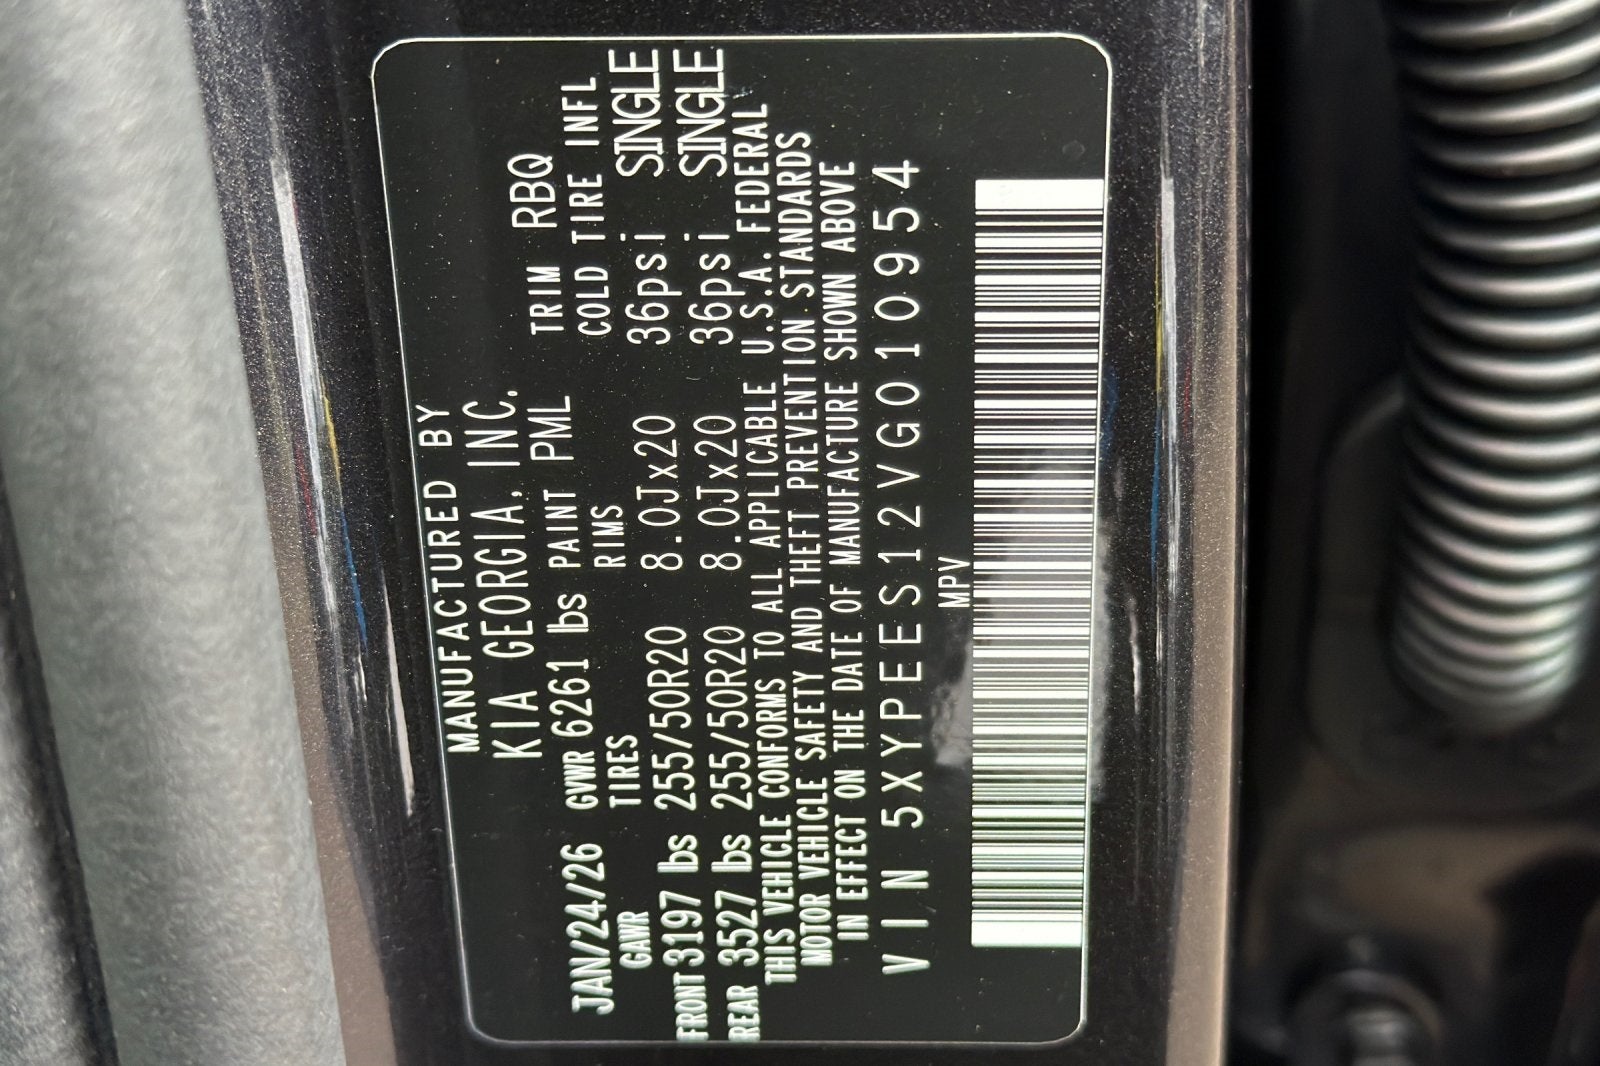 MANUFACTURED BY
KIA GEORGIA, INC.
JAN/24/26 GVWR 6261 lbs PAINT PML TRIM RBQ
GAWR TIRES RIMS COLD TIRE INFL
FRONT 3197 lbs 255/50R20 8.0Jx20 36psi SINGLE
REAR 3527 lbs 255/50R20 8.0Jx20 36psi SINGLE
THIS VEHICLE CONFORMS TO ALL APPLICABLE U.S.A. FEDERAL
MOTOR VEHICLE SAFETY AND THEFT PREVENTION STANDARDS
IN EFFECT ON THE DATE OF MANUFACTURE SHOWN ABOVE
VIN 5XYPEES12VG010954
MPV